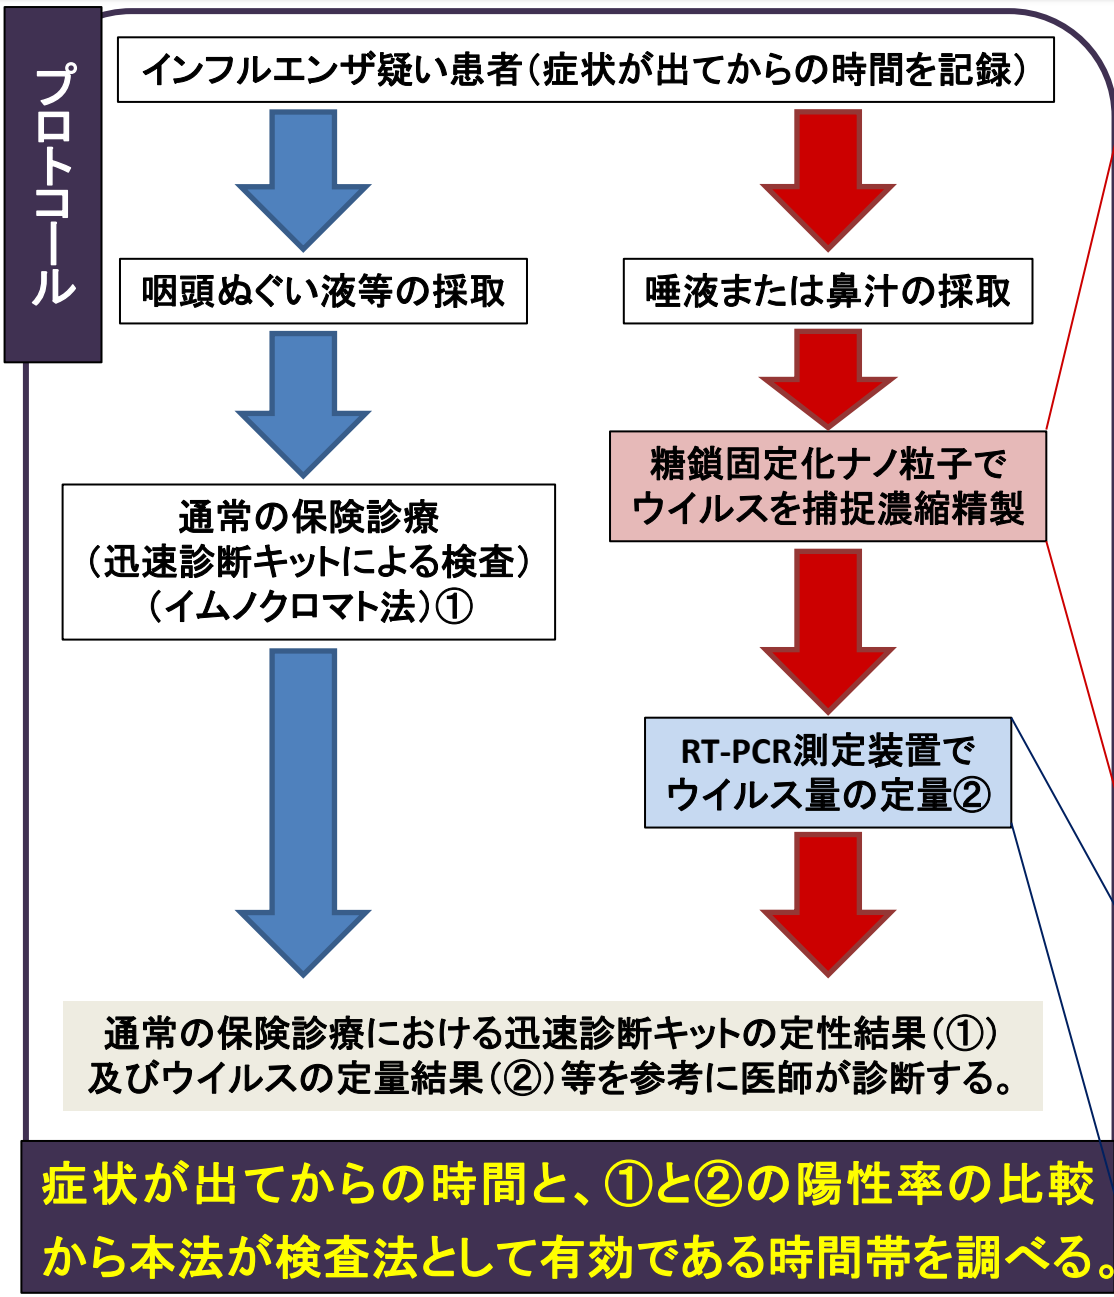 プロトコール
インフルエンザ疑い患者（症状が出てからの時間を記録）
咽頭ぬぐい液等の採取
通常の保険診療
（迅速診断キットによる検査）
（イムノクロマト法）①
唾液または鼻汁の採取
糖鎖固定化ナノ粒子で
ウイルスを捕捉濃縮精製
RT-PCR測定装置で
ウイルス量の定量②
通常の保険診療における迅速診断キットの定性結果（①）
及びウイルスの定量結果（②）等を参考に医師が診断する。
症状が出てからの時間と、①と②の陽性率の比較
から本法が検査法として有効である時間帯を調べる。